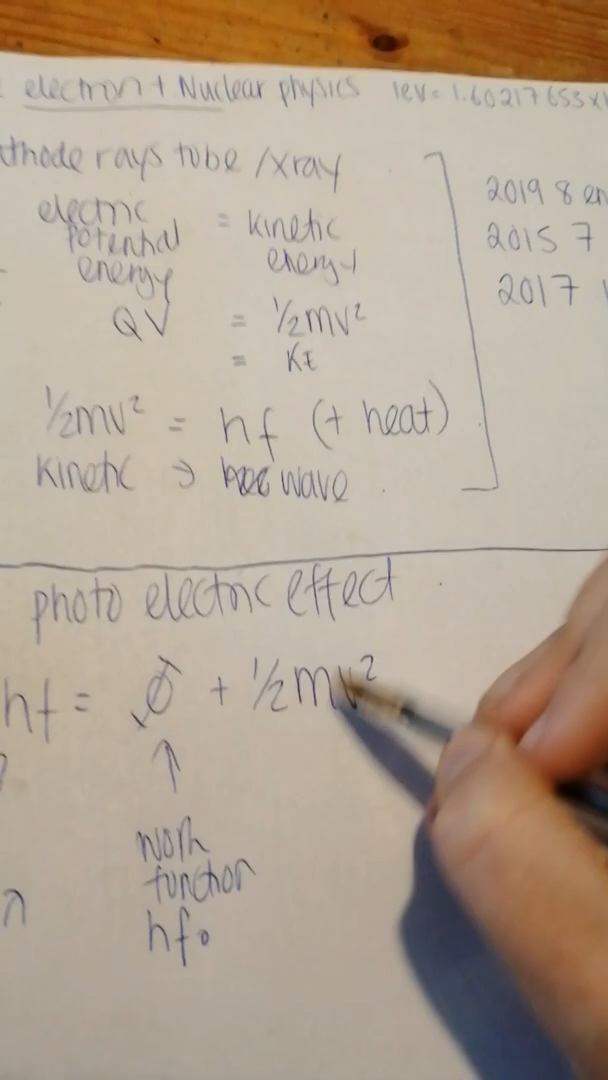 : electron + Nuclear physics 1ev = 1.60217653 x
thode rays tube / xray
electric potential energy = kinetic energy
QV = 1/2mv²
= KE
1/2mv² = hf (+ heat)
kinetic → wave
2019 8
2015 7
2017
photo electric effect
hf = Φ + 1/2mv²
↑
work
function
hf₀
λ